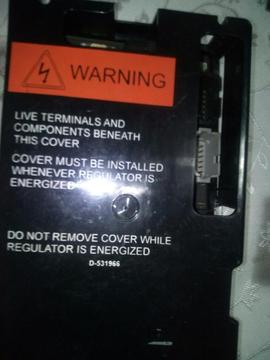 WARNING
LIVE TERMINALS AND
COMPONENTS BENEATH
THIS COVER
COVER MUST BE INSTALLED
WHENEVER REGULATOR IS
ENERGIZED
DO NOT REMOVE COVER WHILE
REGULATOR IS ENERGIZED
D-531966